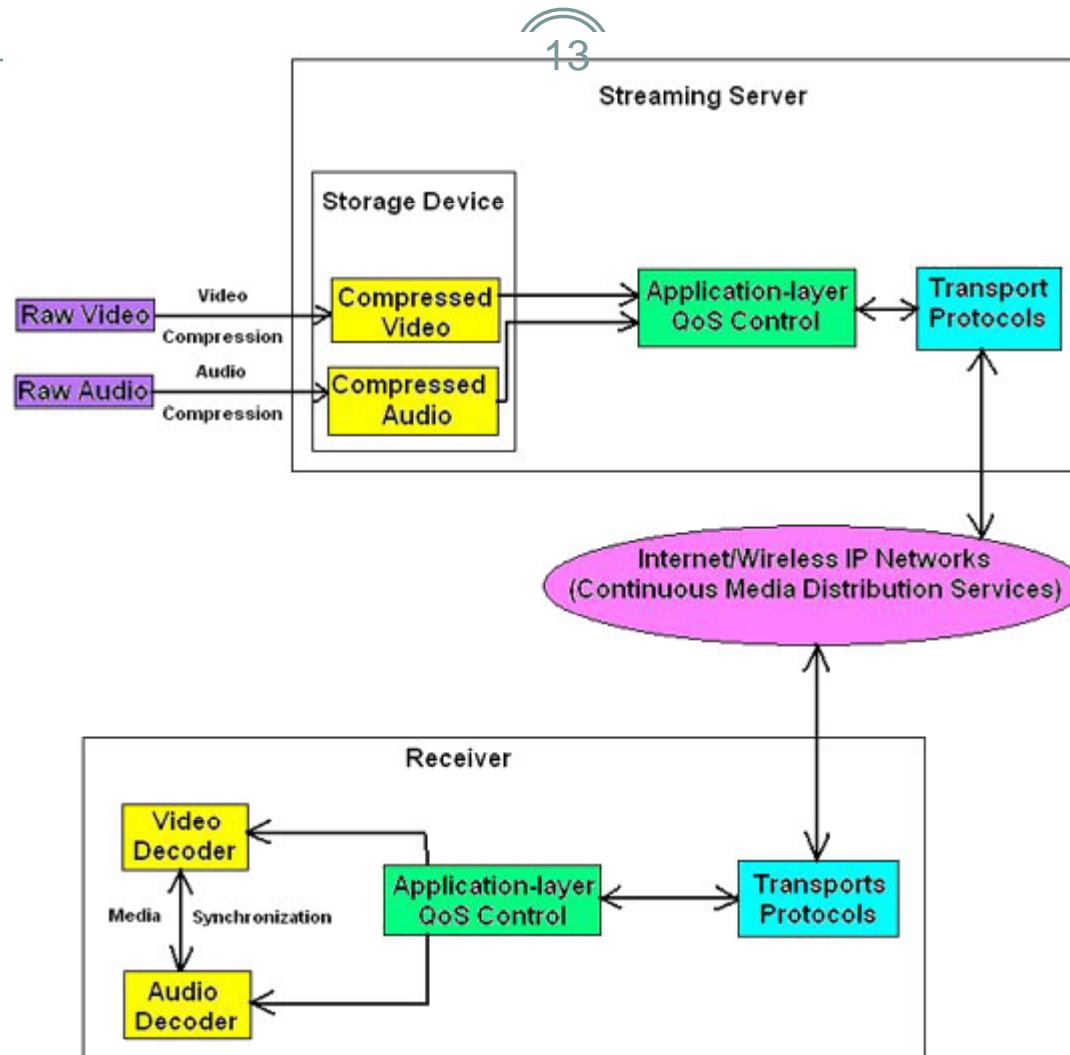 13
Streaming Server
Storage Device
Raw Video
Video
Compression
Compressed
Video
Application-layer
QoS Control
Transport
Protocols
Raw Audio
Audio
Compression
Compressed
Audio
Internet/Wireless IP Networks
(Continuous Media Distribution Services)
Receiver
Video
Decoder
Media
Synchronization
Audio
Decoder
Application-layer
QoS Control
Transports
Protocols